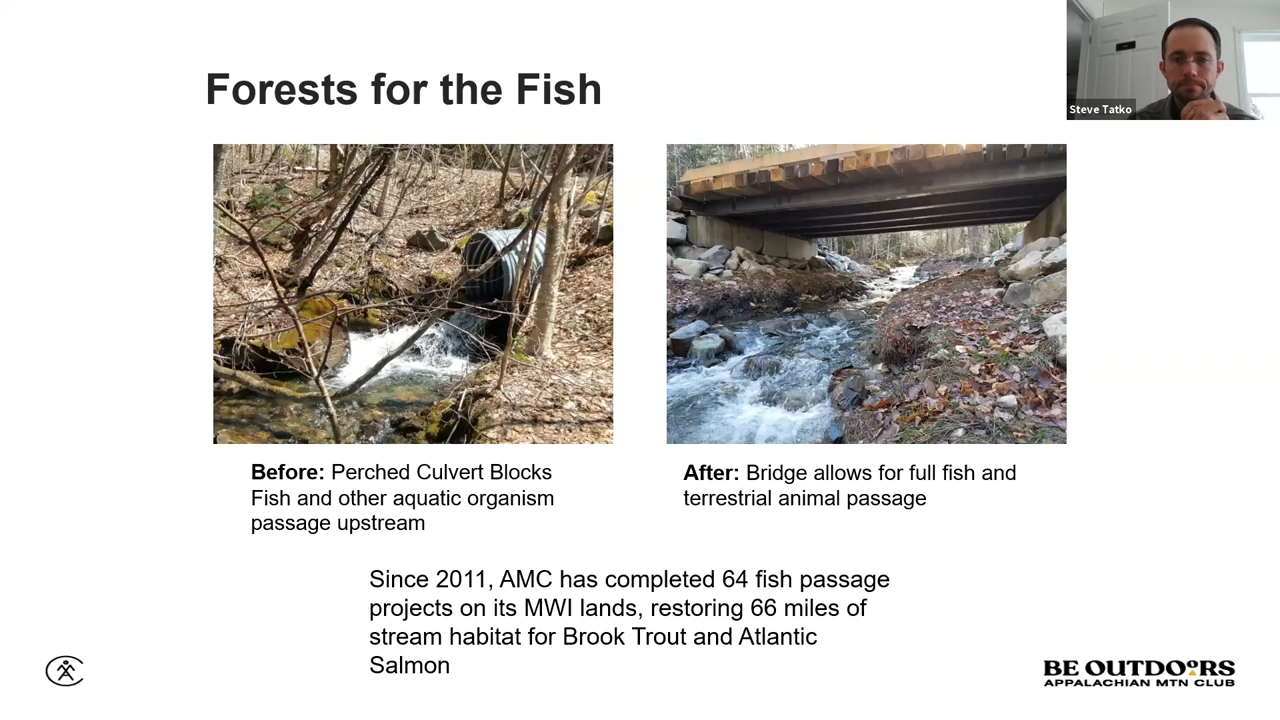 Forests for the Fish
Steve Tatko
Before: Perched Culvert Blocks
Fish and other aquatic organism
passage upstream
After: Bridge allows for full fish and
terrestrial animal passage
Since 2011, AMC has completed 64 fish passage
projects on its MWI lands, restoring 66 miles of
stream habitat for Brook Trout and Atlantic
Salmon
BE OUTDOORS
APPALACHIAN MTN CLUB